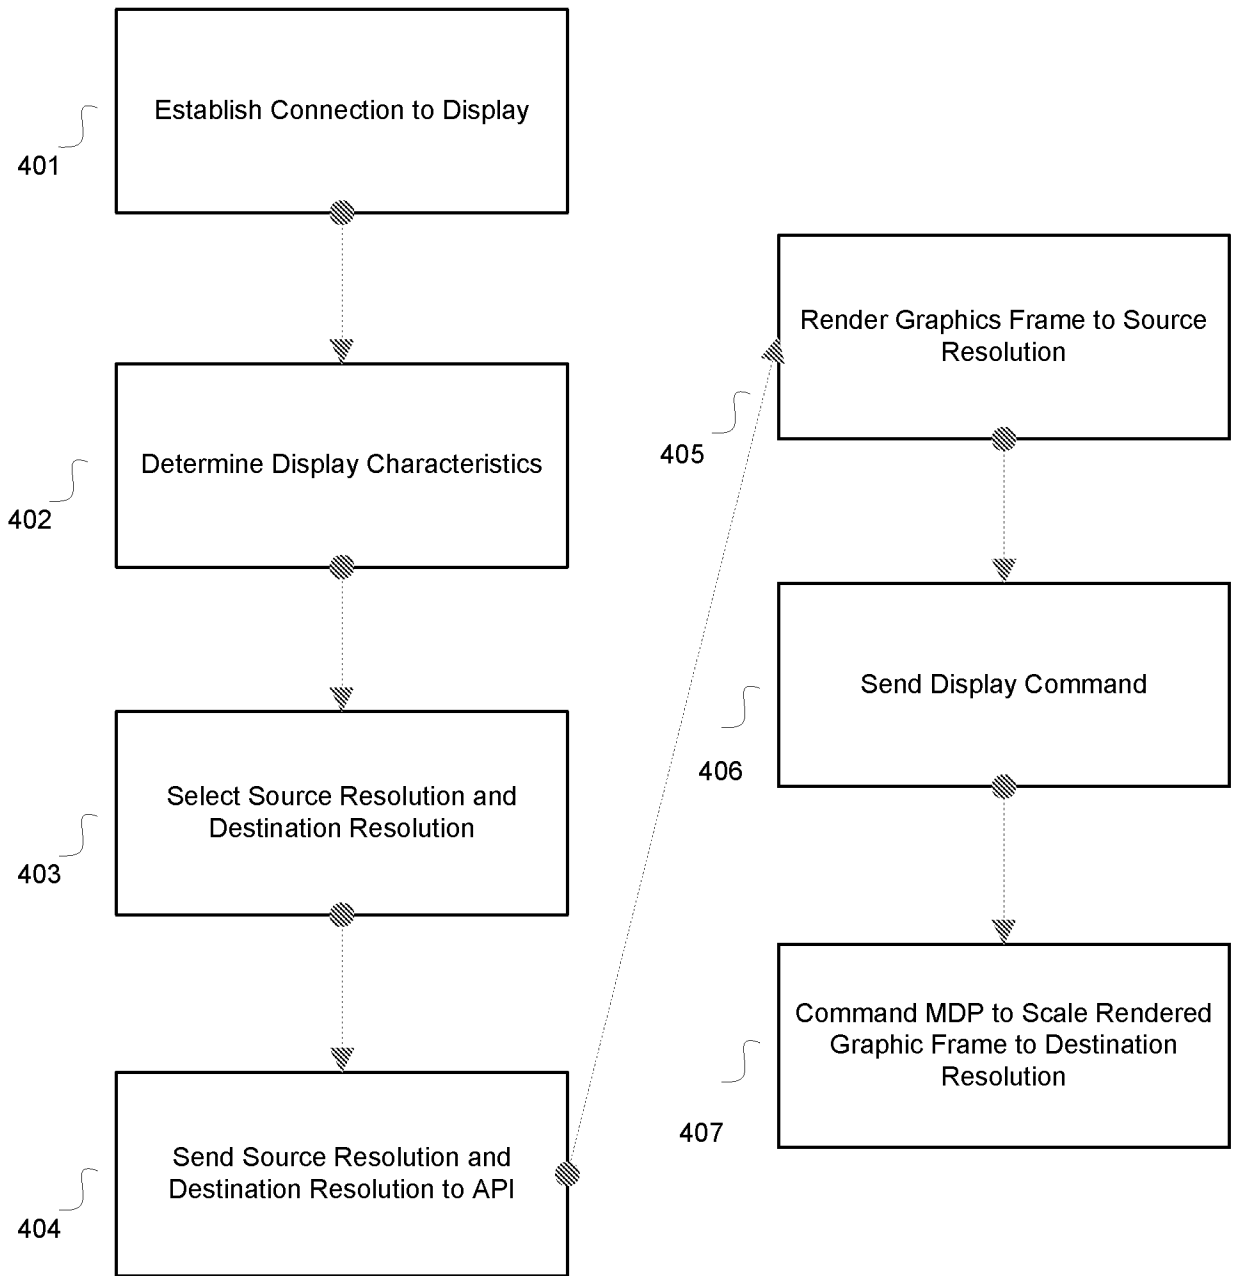 Establish Connection to Display
401
Determine Display Characteristics
402
Select Source Resolution and
Destination Resolution
403
Send Source Resolution and
Destination Resolution to API
404
Render Graphics Frame to Source
Resolution
405
Send Display Command
406
Command MDP to Scale Rendered
Graphic Frame to Destination
Resolution
407